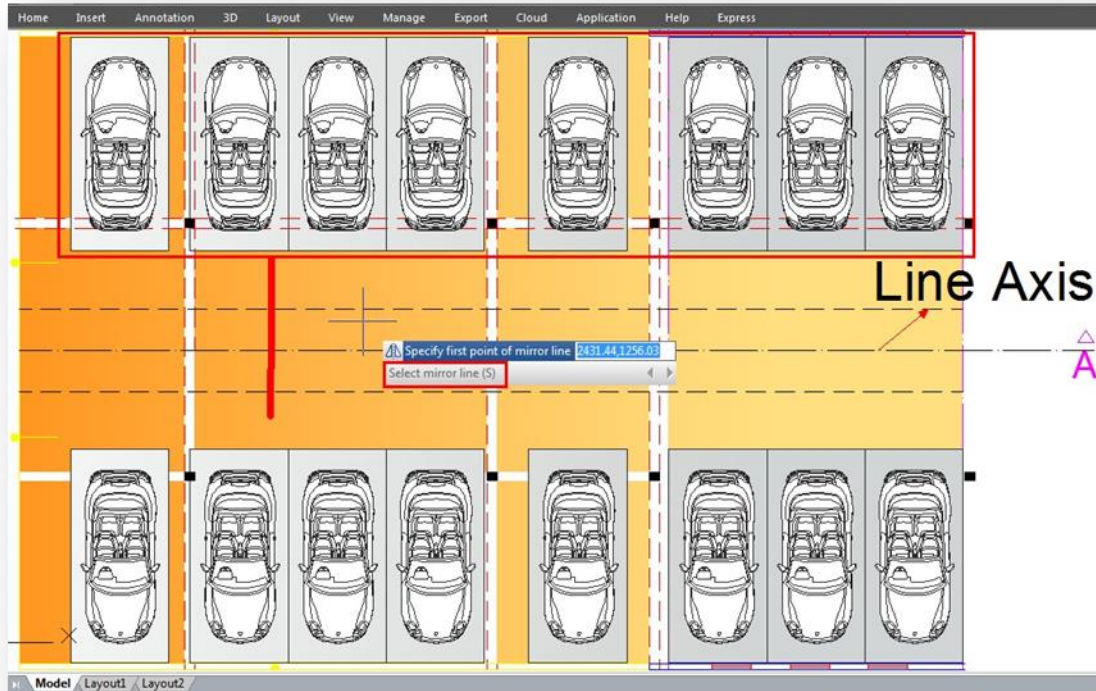 Home Insert Annotation 3D Layout View Manage Export Cloud Application Help Express
Line Axis
Specify first point of mirror line 2431.44,1256.03
Select mirror line (S)
A
Model Layout1 Layout2